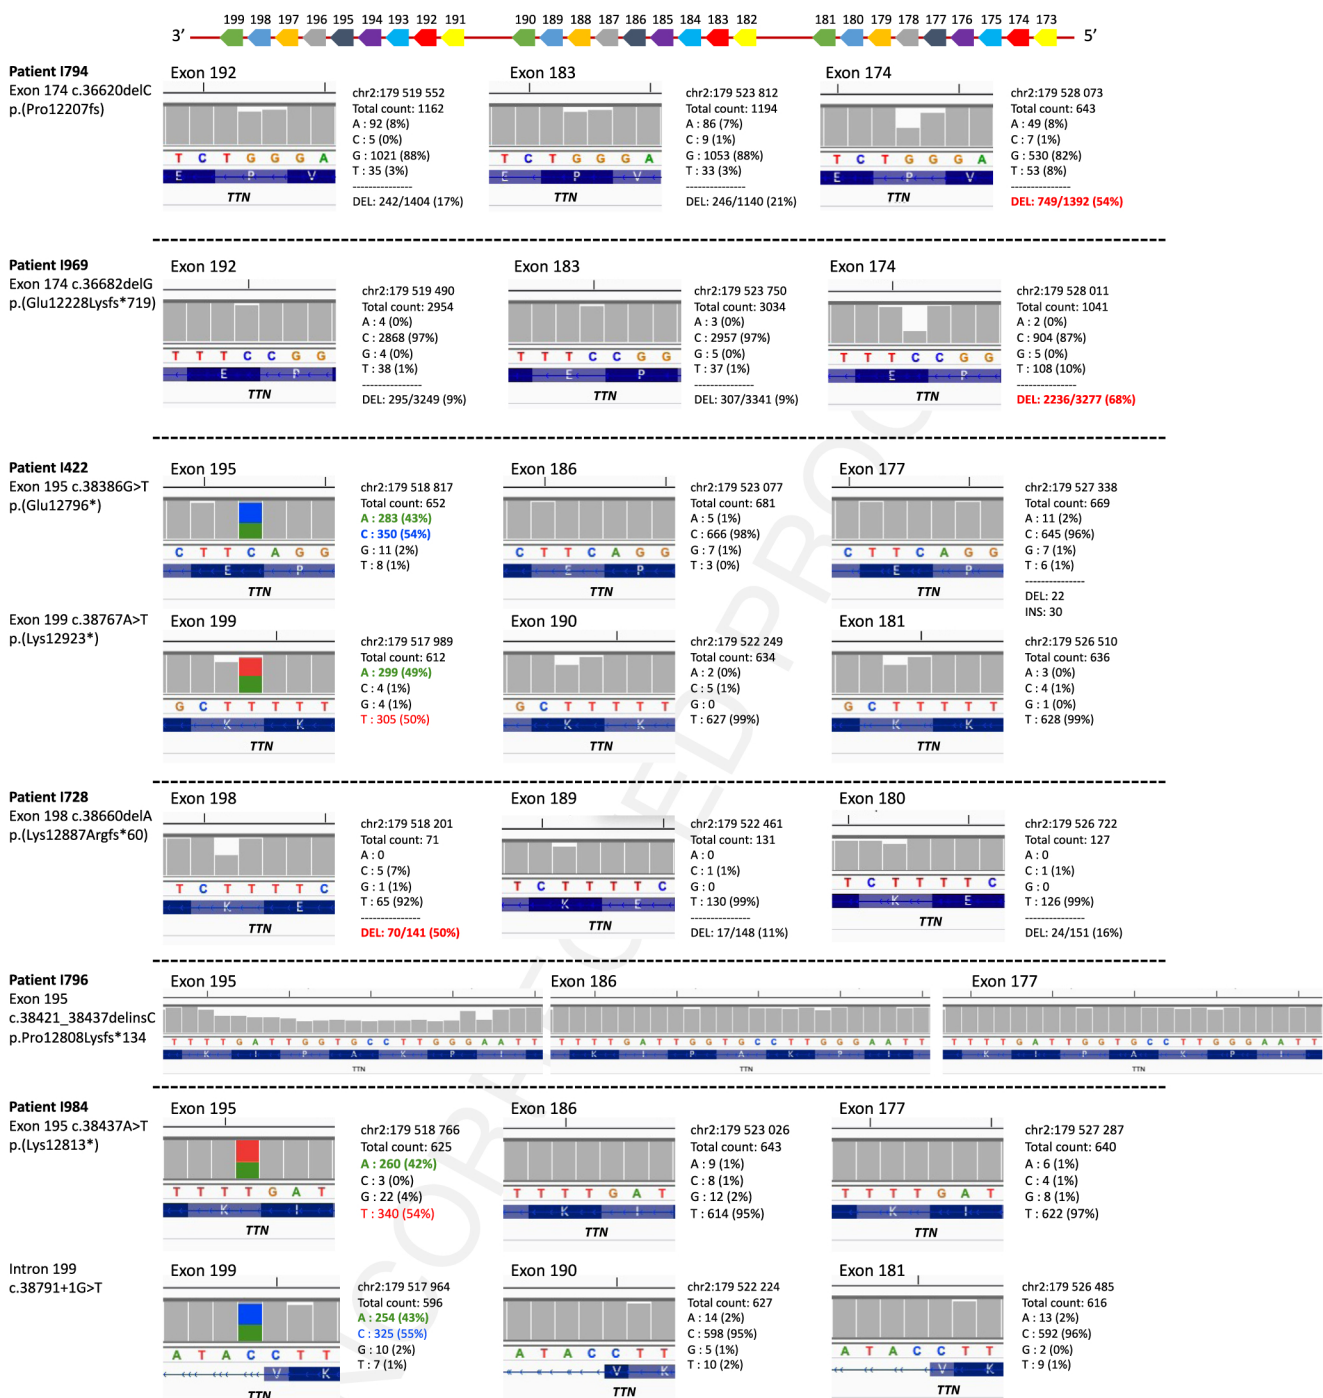 199 198 197 196 195 194 193 192 191 190 189 188 187 186 185 184 183 182 181 180 179 178 177 176 175 174 173
3’ 5’
Patient I794
Exon 174 c.36620delC
p.(Pro12207fs)
Exon 192
T C T G G G A
E P V
TTN
chr2:179 519 552
Total count: 1162
A : 92 (8%)
C : 5 (0%)
G : 1021 (88%)
T : 35 (3%)
---------------
DEL: 242/1404 (17%)
Exon 183
T C T G G G A
E P V
TTN
chr2:179 523 812
Total count: 1194
A : 86 (7%)
C : 9 (1%)
G : 1053 (88%)
T : 33 (3%)
---------------
DEL: 246/1140 (21%)
Exon 174
T C T G G G A
E P V
TTN
chr2:179 528 073
Total count: 643
A : 49 (8%)
C : 7 (1%)
G : 530 (82%)
T : 53 (8%)
---------------
DEL: 749/1392 (54%)
Patient I969
Exon 174 c.36682delG
p.(Glu12228Lysfs*719)
Exon 192
T T T C C G G
E P
TTN
chr2:179 519 490
Total count: 2954
A : 4 (0%)
C : 2868 (97%)
G : 4 (0%)
T : 38 (1%)
---------------
DEL: 295/3249 (9%)
Exon 183
T T T C C G G
E P
TTN
chr2:179 523 750
Total count: 3034
A : 3 (0%)
C : 2957 (97%)
G : 5 (0%)
T : 37 (1%)
---------------
DEL: 307/3341 (9%)
Exon 174
T T T C C G G
E P
TTN
chr2:179 528 011
Total count: 1041
A : 2 (0%)
C : 904 (87%)
G : 5 (0%)
T : 108 (10%)
---------------
DEL: 2236/3277 (68%)
Patient I422
Exon 195 c.38386G>T
p.(Glu12796*)
Exon 195
C T T C A G G
E P
TTN
chr2:179 518 817
Total count: 652
A : 283 (43%)
C : 350 (54%)
G : 11 (2%)
T : 8 (1%)
Exon 186
C T T C A G G
E P
TTN
chr2:179 523 077
Total count: 681
A : 5 (1%)
C : 666 (98%)
G : 7 (1%)
T : 3 (0%)
Exon 177
C T T C A G G
E P
TTN
chr2:179 527 338
Total count: 669
A : 11 (2%)
C : 645 (96%)
G : 7 (1%)
T : 6 (1%)
---------------
DEL: 22
INS: 30
Exon 199 c.38767A>T
p.(Lys12923*)
Exon 199
G C T T T T T
K K
TTN
chr2:179 517 989
Total count: 612
A : 299 (49%)
C : 4 (1%)
G : 4 (1%)
T : 305 (50%)
Exon 190
G C T T T T T
K K
TTN
chr2:179 522 249
Total count: 634
A : 2 (0%)
C : 5 (1%)
G : 0
T : 627 (99%)
Exon 181
G C T T T T T
K K
TTN
chr2:179 526 510
Total count: 636
A : 3 (0%)
C : 4 (1%)
G : 1 (0%)
T : 628 (99%)
Patient I728
Exon 198 c.38660delA
p.(Lys12887Argfs*60)
Exon 198
T C T T T T C
K E
TTN
chr2:179 518 201
Total count: 71
A : 0
C : 5 (7%)
G : 1 (1%)
T : 65 (92%)
---------------
DEL: 70/141 (50%)
Exon 189
T C T T T T C
K E
TTN
chr2:179 522 461
Total count: 131
A : 0
C : 1 (1%)
G : 0
T : 130 (99%)
---------------
DEL: 17/148 (11%)
Exon 180
T C T T T T C
K E
TTN
chr2:179 526 722
Total count: 127
A : 0
C : 1 (1%)
G : 0
T : 126 (99%)
---------------
DEL: 24/151 (16%)
Patient I796
Exon 195
c.38421_38437delinsC
p.Pro12808Lysfs*134
Exon 195
T T T T G A T T G G T G C C T T G G G A A T T
K I P A K P I
TTN
Exon 186
T T T T G A T T G G T G C C T T G G G A A T T
K I P A K P I
TTN
Exon 177
T T T T G A T T G G T G C C T T G G G A A T T
K I P A K P I
TTN
Patient I984
Exon 195 c.38437A>T
p.(Lys12813*)
Exon 195
T T T T G A T
K I
TTN
chr2:179 518 766
Total count: 625
A : 260 (42%)
C : 3 (0%)
G : 22 (4%)
T : 340 (54%)
Exon 186
T T T T G A T
K I
TTN
chr2:179 523 026
Total count: 643
A : 9 (1%)
C : 8 (1%)
G : 12 (2%)
T : 614 (95%)
Exon 177
T T T T G A T
K I
TTN
chr2:179 527 287
Total count: 640
A : 6 (1%)
C : 4 (1%)
G : 8 (1%)
T : 622 (97%)
Intron 199
c.38791+1G>T
Exon 199
A T A C C T T
V K
TTN
chr2:179 517 964
Total count: 596
A : 254 (43%)
C : 325 (55%)
G : 10 (2%)
T : 7 (1%)
Exon 190
A T A C C T T
V K
TTN
chr2:179 522 224
Total count: 627
A : 14 (2%)
C : 598 (95%)
G : 5 (1%)
T : 10 (2%)
Exon 181
A T A C C T T
V K
TTN
chr2:179 526 485
Total count: 616
A : 13 (2%)
C : 592 (96%)
G : 2 (0%)
T : 9 (1%)